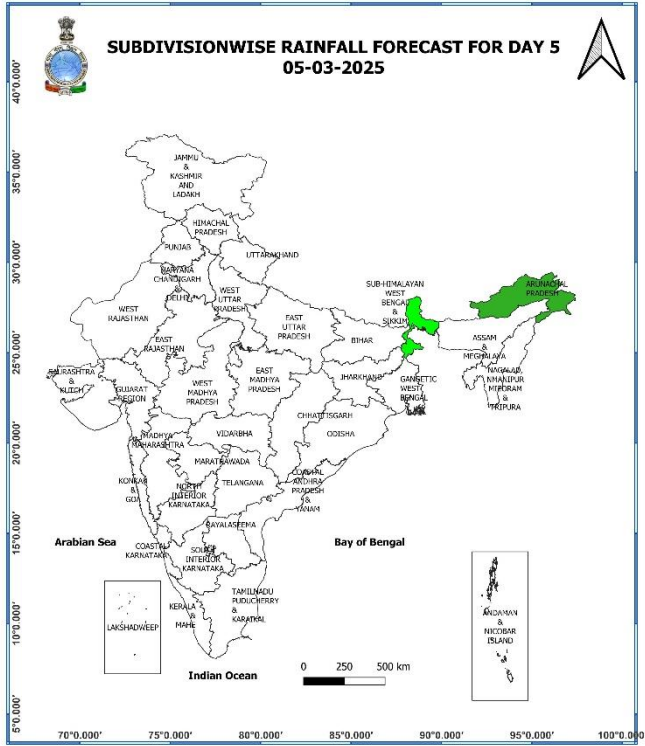 SUBDIVISIONWISE RAINFALL FORECAST FOR DAY 5
05-03-2025
40°0.000'
35°0.000'
30°0.000'
25°0.000'
20°0.000'
15°0.000'
10°0.000'
5°0.000'
JAMMU
&
KASHMIR
AND
LADAKH
HIMACHAL
PRADESH
PUNJAB
UTTARAKHAND
HARYANA
CHANDIGARH
&
DELHI
WEST
UTTAR
PRADESH
WEST
RAJASTHAN
EAST
RAJASTHAN
EAST
UTTAR
PRADESH
SUB-HIMALAYAN
WEST
BENGAL
&
SIKKIM
ARUNACHAL
PRADESH
BIHAR
ASSAM
&
MEGHALAYA
SAURASHTRA
&
KUTCH
GUJARAT
REGION
WEST
MADHYA
PRADESH
EAST
MADHYA
PRADESH
JHARKHAND
GANGETIC
WEST
BENGAL
MIZORAM
&
TRIPURA
CHHATTISGARH
ODISHA
MADHYA
MAHARASHTRA
VIDARBHA
MARATHAWADA
KONKAN
&
GOA
NORTH
INTERIOR
KARNATAKA
TELANGANA
COASTAL
ANDHRA
PRADESH
&
YANAM
RAYALASEEMA
Arabian Sea
Bay of Bengal
COASTAL
KARNATAKA
SOUTH
INTERIOR
KARNATAKA
LAKSHADWEEP
KERALA
&
MAHE
TAMILNADU
PUDUCHERRY
&
KARAIKAL
ANDAMAN
&
NICOBAR
ISLAND
Indian Ocean
0 250 500 km
70°0.000' 75°0.000' 80°0.000' 85°0.000' 90°0.000' 95°0.000' 100°0.000'